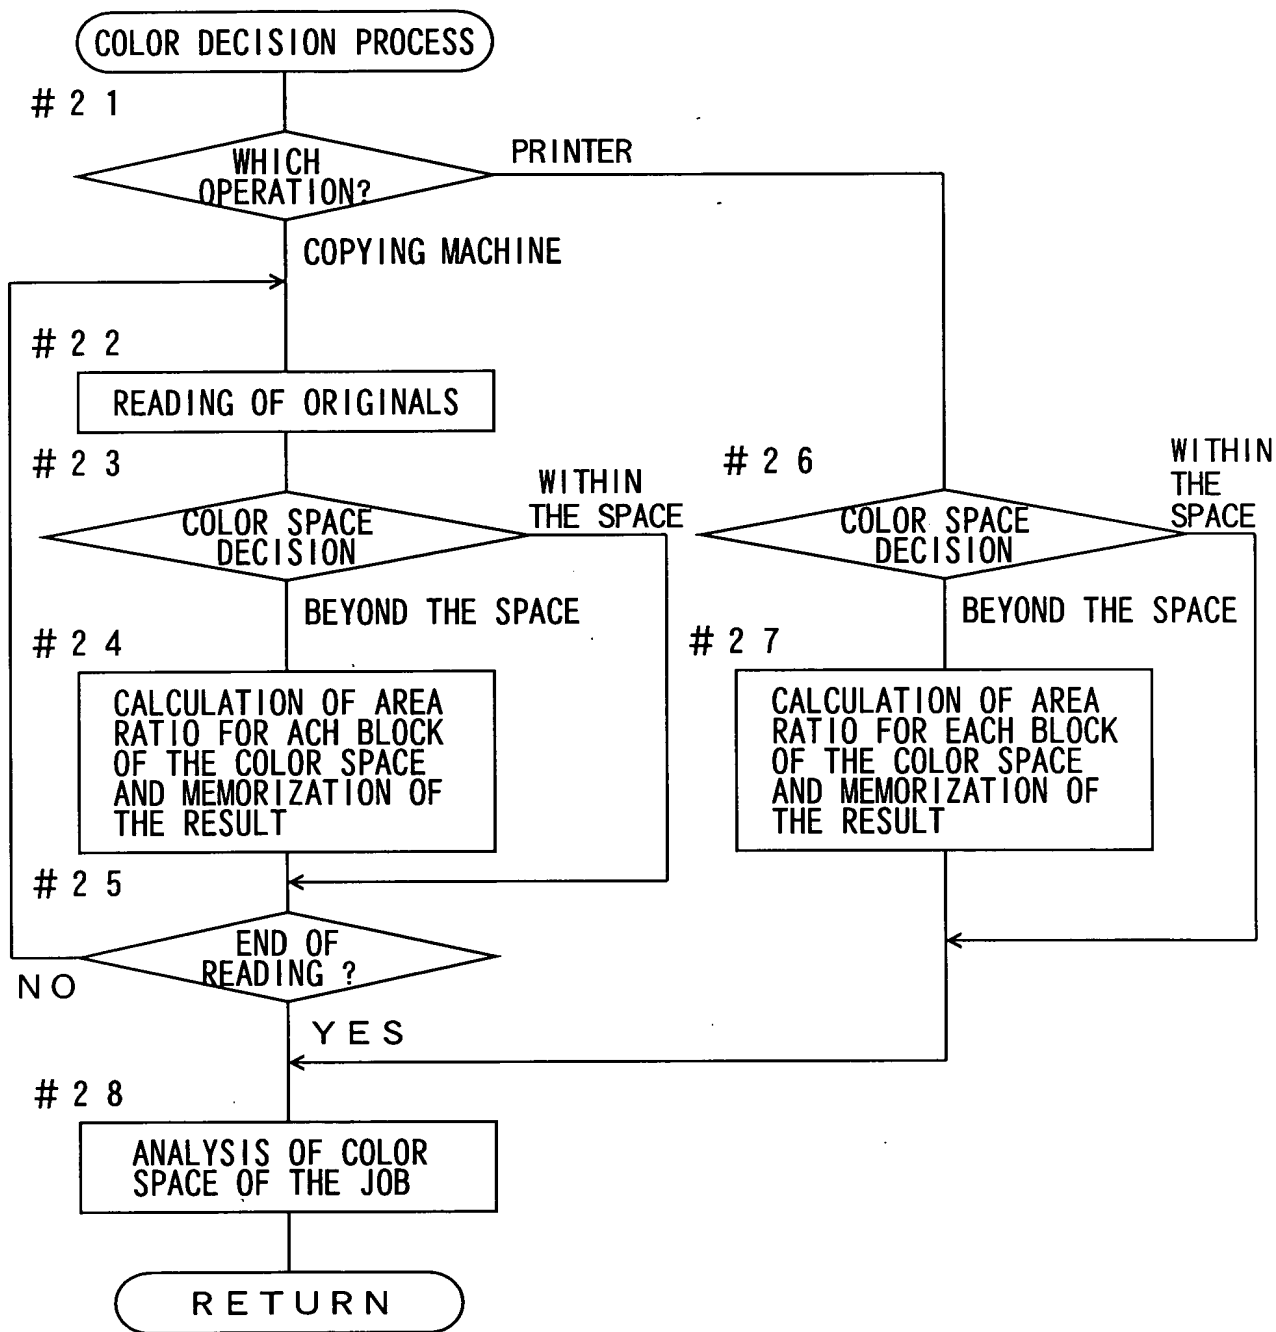 COLOR DECISION PROCESS
#21
WHICH
OPERATION?
PRINTER
COPYING MACHINE
#22
READING OF ORIGINALS
#23
COLOR SPACE
DECISION
WITHIN
THE SPACE
BEYOND THE SPACE
#24
CALCULATION OF AREA
RATIO FOR ACH BLOCK
OF THE COLOR SPACE
AND MEMORIZATION OF
THE RESULT
#25
END OF
READING ?
NO
YES
#26
COLOR SPACE
DECISION
WITHIN
THE
SPACE
BEYOND THE SPACE
#27
CALCULATION OF AREA
RATIO FOR EACH BLOCK
OF THE COLOR SPACE
AND MEMORIZATION OF
THE RESULT
#28
ANALYSIS OF COLOR
SPACE OF THE JOB
RETURN